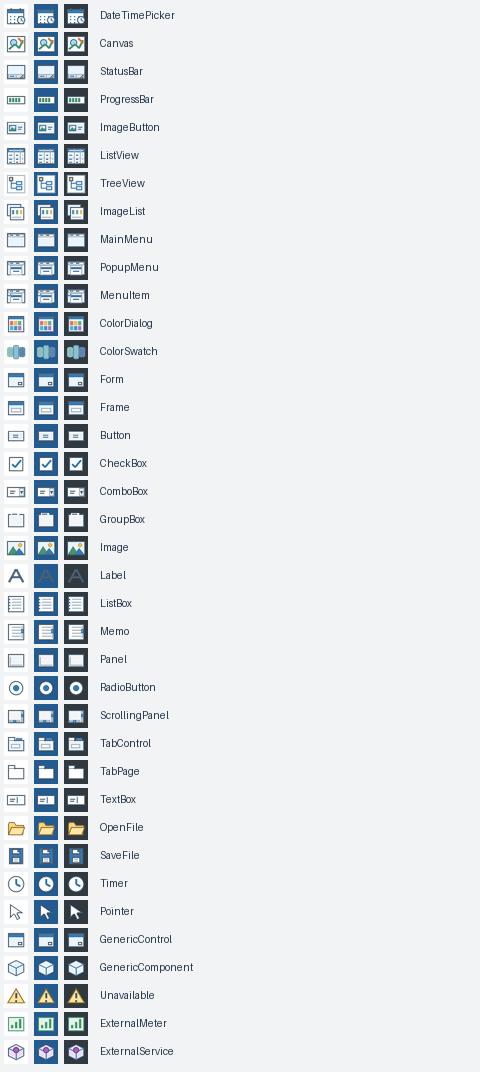 DateTimePicker
Canvas
StatusBar
ProgressBar
ImageButton
ListView
TreeView
ImageList
MainMenu
PopupMenu
MenuItem
ColorDialog
ColorSwatch
Form
Frame
Button
CheckBox
ComboBox
GroupBox
Image
Label
ListBox
Memo
Panel
RadioButton
ScrollingPanel
TabControl
TabPage
TextBox
OpenFile
SaveFile
Timer
Pointer
GenericControl
GenericComponent
Unavailable
ExternalMeter
ExternalService